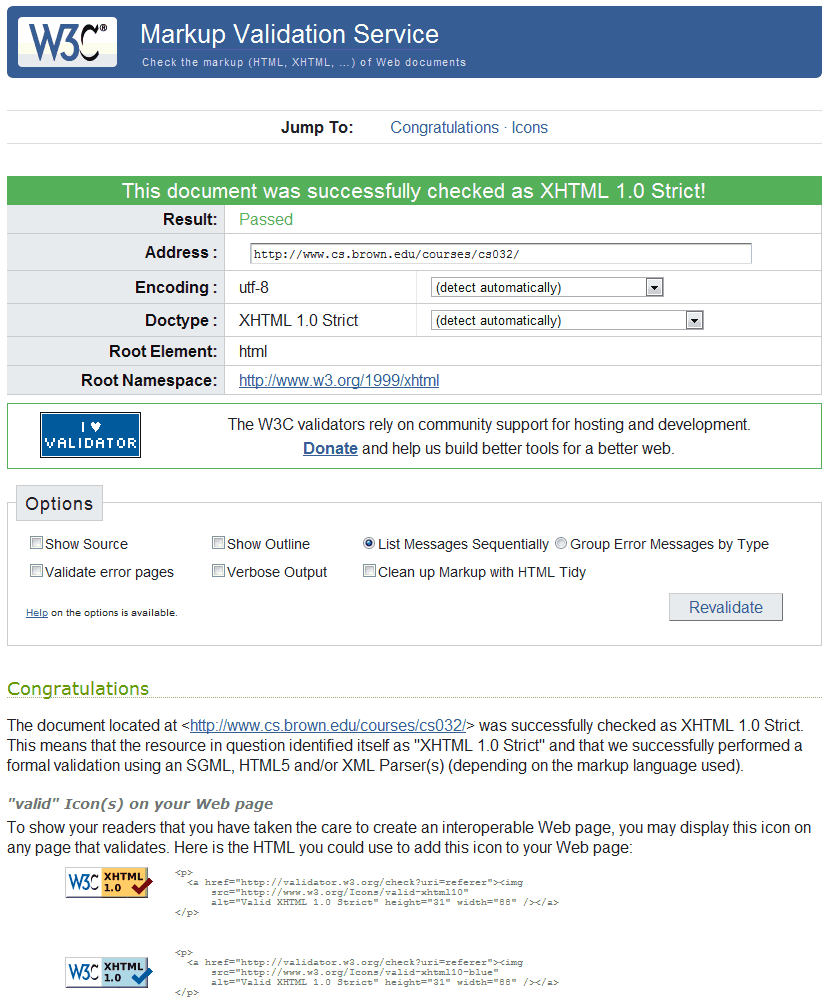 W3C® Markup Validation Service
Check the markup (HTML, XHTML, …) of Web documents
Jump To: Congratulations · Icons
This document was successfully checked as XHTML 1.0 Strict!
Result: Passed
Address : http://www.cs.brown.edu/courses/cs032/
Encoding : utf-8 (detect automatically)
Doctype : XHTML 1.0 Strict (detect automatically)
Root Element: html
Root Namespace: http://www.w3.org/1999/xhtml
I ♥
VALIDATOR
The W3C validators rely on community support for hosting and development.
Donate and help us build better tools for a better web.
Options
Show Source Show Outline List Messages Sequentially Group Error Messages by Type
Validate error pages Verbose Output Clean up Markup with HTML Tidy
Help on the options is available.
Revalidate
Congratulations
The document located at <http://www.cs.brown.edu/courses/cs032/> was successfully checked as XHTML 1.0 Strict.
This means that the resource in question identified itself as "XHTML 1.0 Strict" and that we successfully performed a
formal validation using an SGML, HTML5 and/or XML Parser(s) (depending on the markup language used).
"valid" Icon(s) on your Web page
To show your readers that you have taken the care to create an interoperable Web page, you may display this icon on
any page that validates. Here is the HTML you could use to add this icon to your Web page:
W3C XHTML
1.0
<p>
<a href="http://validator.w3.org/check?uri=referer"><img
src="http://www.w3.org/Icons/valid-xhtml10"
alt="Valid XHTML 1.0 Strict" height="31" width="88" /></a>
</p>
W3C XHTML
1.0
<p>
<a href="http://validator.w3.org/check?uri=referer"><img
src="http://www.w3.org/Icons/valid-xhtml10-blue"
alt="Valid XHTML 1.0 Strict" height="31" width="88" /></a>
</p>